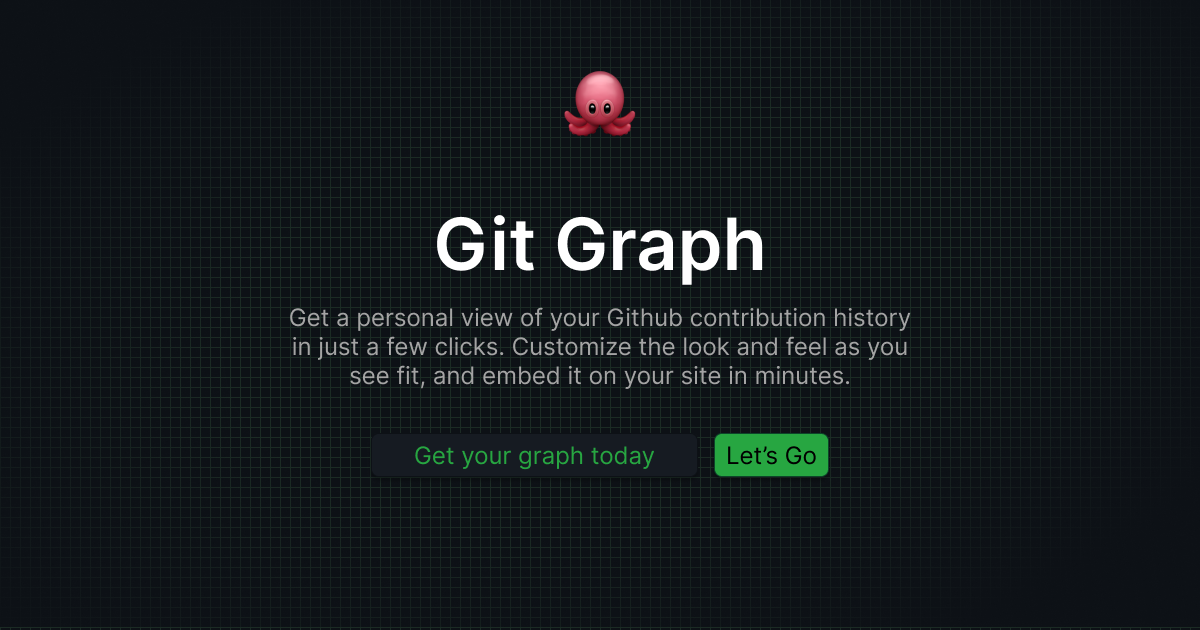 Git Graph
Get a personal view of your Github contribution history
in just a few clicks. Customize the look and feel as you
see fit, and embed it on your site in minutes.
Get your graph today
Let’s Go